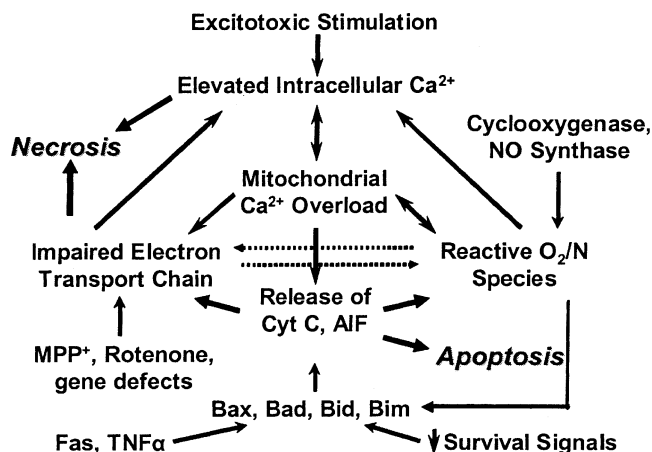 Excitotoxic Stimulation
Elevated Intracellular Ca²⁺
Cyclooxygenase,
NO Synthase
Necrosis
Mitochondrial
Ca²⁺ Overload
Impaired Electron
Transport Chain
Reactive O₂/N
Species
Release of
Cyt C, AIF
MPP⁺, Rotenone,
gene defects
Apoptosis
Bax, Bad, Bid, Bim
Fas, TNFα
Survival Signals